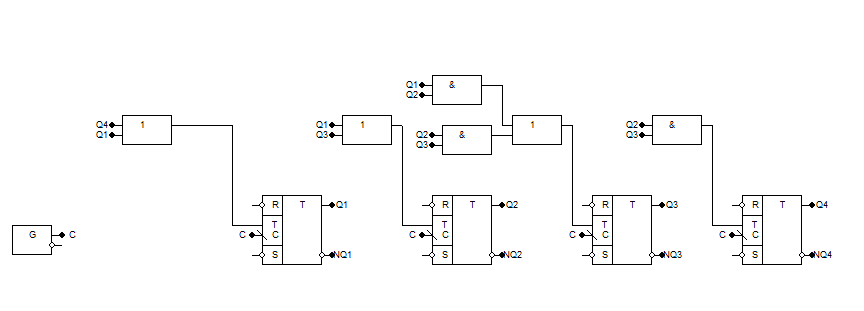 Q1 &
Q2
Q4 1
Q1
Q1 1
Q3
Q2 &
Q3
1
Q2 &
Q3
R T Q1
T
C C
S NQ1
R T Q2
T
C C
S NQ2
R T Q3
T
C C
S NQ3
R T Q4
T
C C
S NQ4
G C